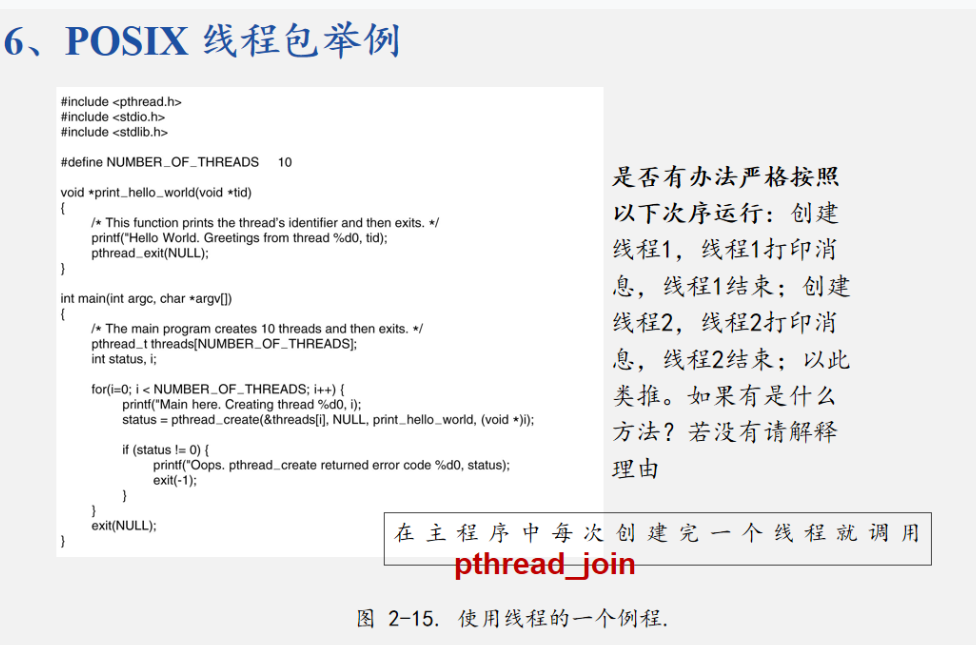 6、POSIX 线程包举例
#include <pthread.h>
#include <stdio.h>
#include <stdlib.h>
#define NUMBER_OF_THREADS 10
void *print_hello_world(void *tid)
{
/* This function prints the thread's identifier and then exits. */
printf("Hello World. Greetings from thread %d0, tid);
pthread_exit(NULL);
}
int main(int argc, char *argv[])
{
/* The main program creates 10 threads and then exits. */
pthread_t threads[NUMBER_OF_THREADS];
int status, i;
for(i=0; i < NUMBER_OF_THREADS; i++) {
printf("Main here. Creating thread %d0, i);
status = pthread_create(&threads[i], NULL, print_hello_world, (void *)i);
if (status != 0) {
printf("Oops. pthread_create returned error code %d0, status);
exit(-1);
}
}
exit(NULL);
}
是否有办法严格按照
以下次序运行：创建
线程1，线程1打印消
息，线程1结束；创建
线程2，线程2打印消
息，线程2结束；以此
类推。如果有是什么
方法？若没有请解释
理由
在主程序中每次创建完一个线程就调用
pthread_join
图 2-15. 使用线程的一个例程.